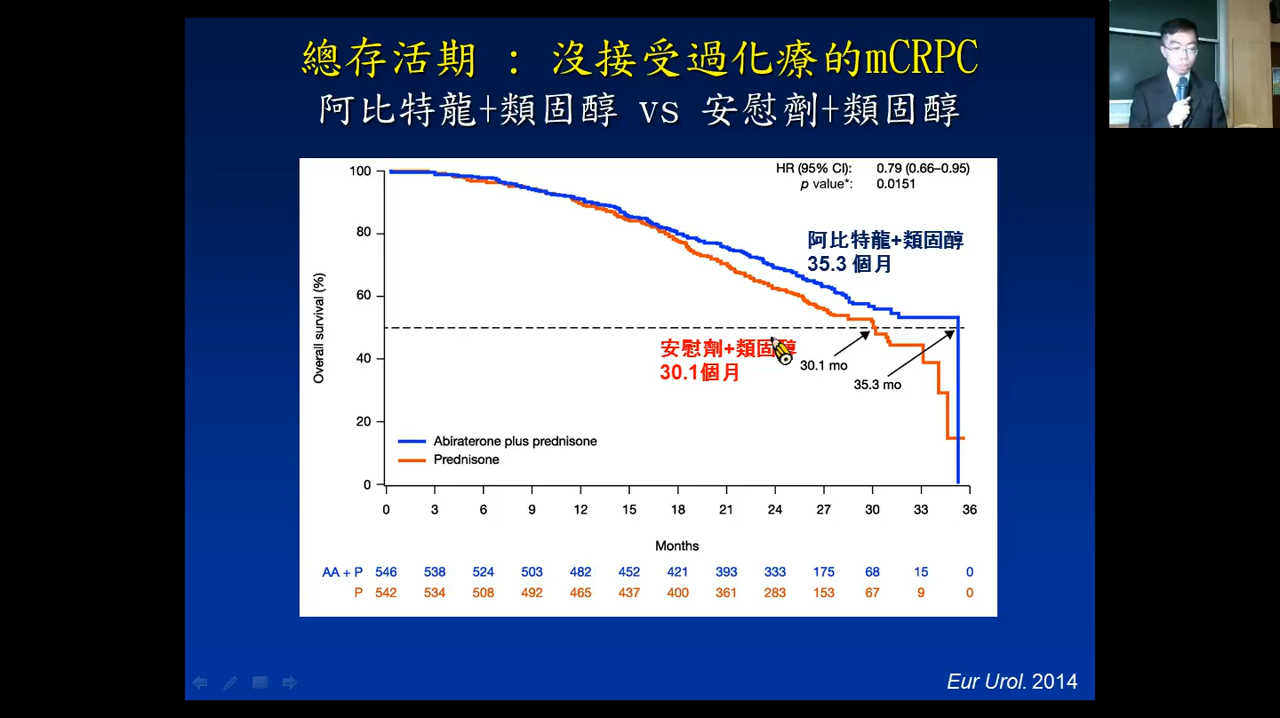 總存活期 : 沒接受過化療的mCRPC
阿比特龍+類固醇 vs 安慰劑+類固醇
HR (95% CI): 0.79 (0.66–0.95)
p value*: 0.0151
阿比特龍+類固醇
35.3 個月
安慰劑+類固醇
30.1個月
30.1 mo
35.3 mo
Overall survival (%)
100
80
60
40
20
0
Abiraterone plus prednisone
Prednisone
0 3 6 9 12 15 18 21 24 27 30 33 36
Months
AA + P 546 538 524 503 482 452 421 393 333 175 68 15 0
P 542 534 508 492 465 437 400 361 283 153 67 9 0
Eur Urol. 2014